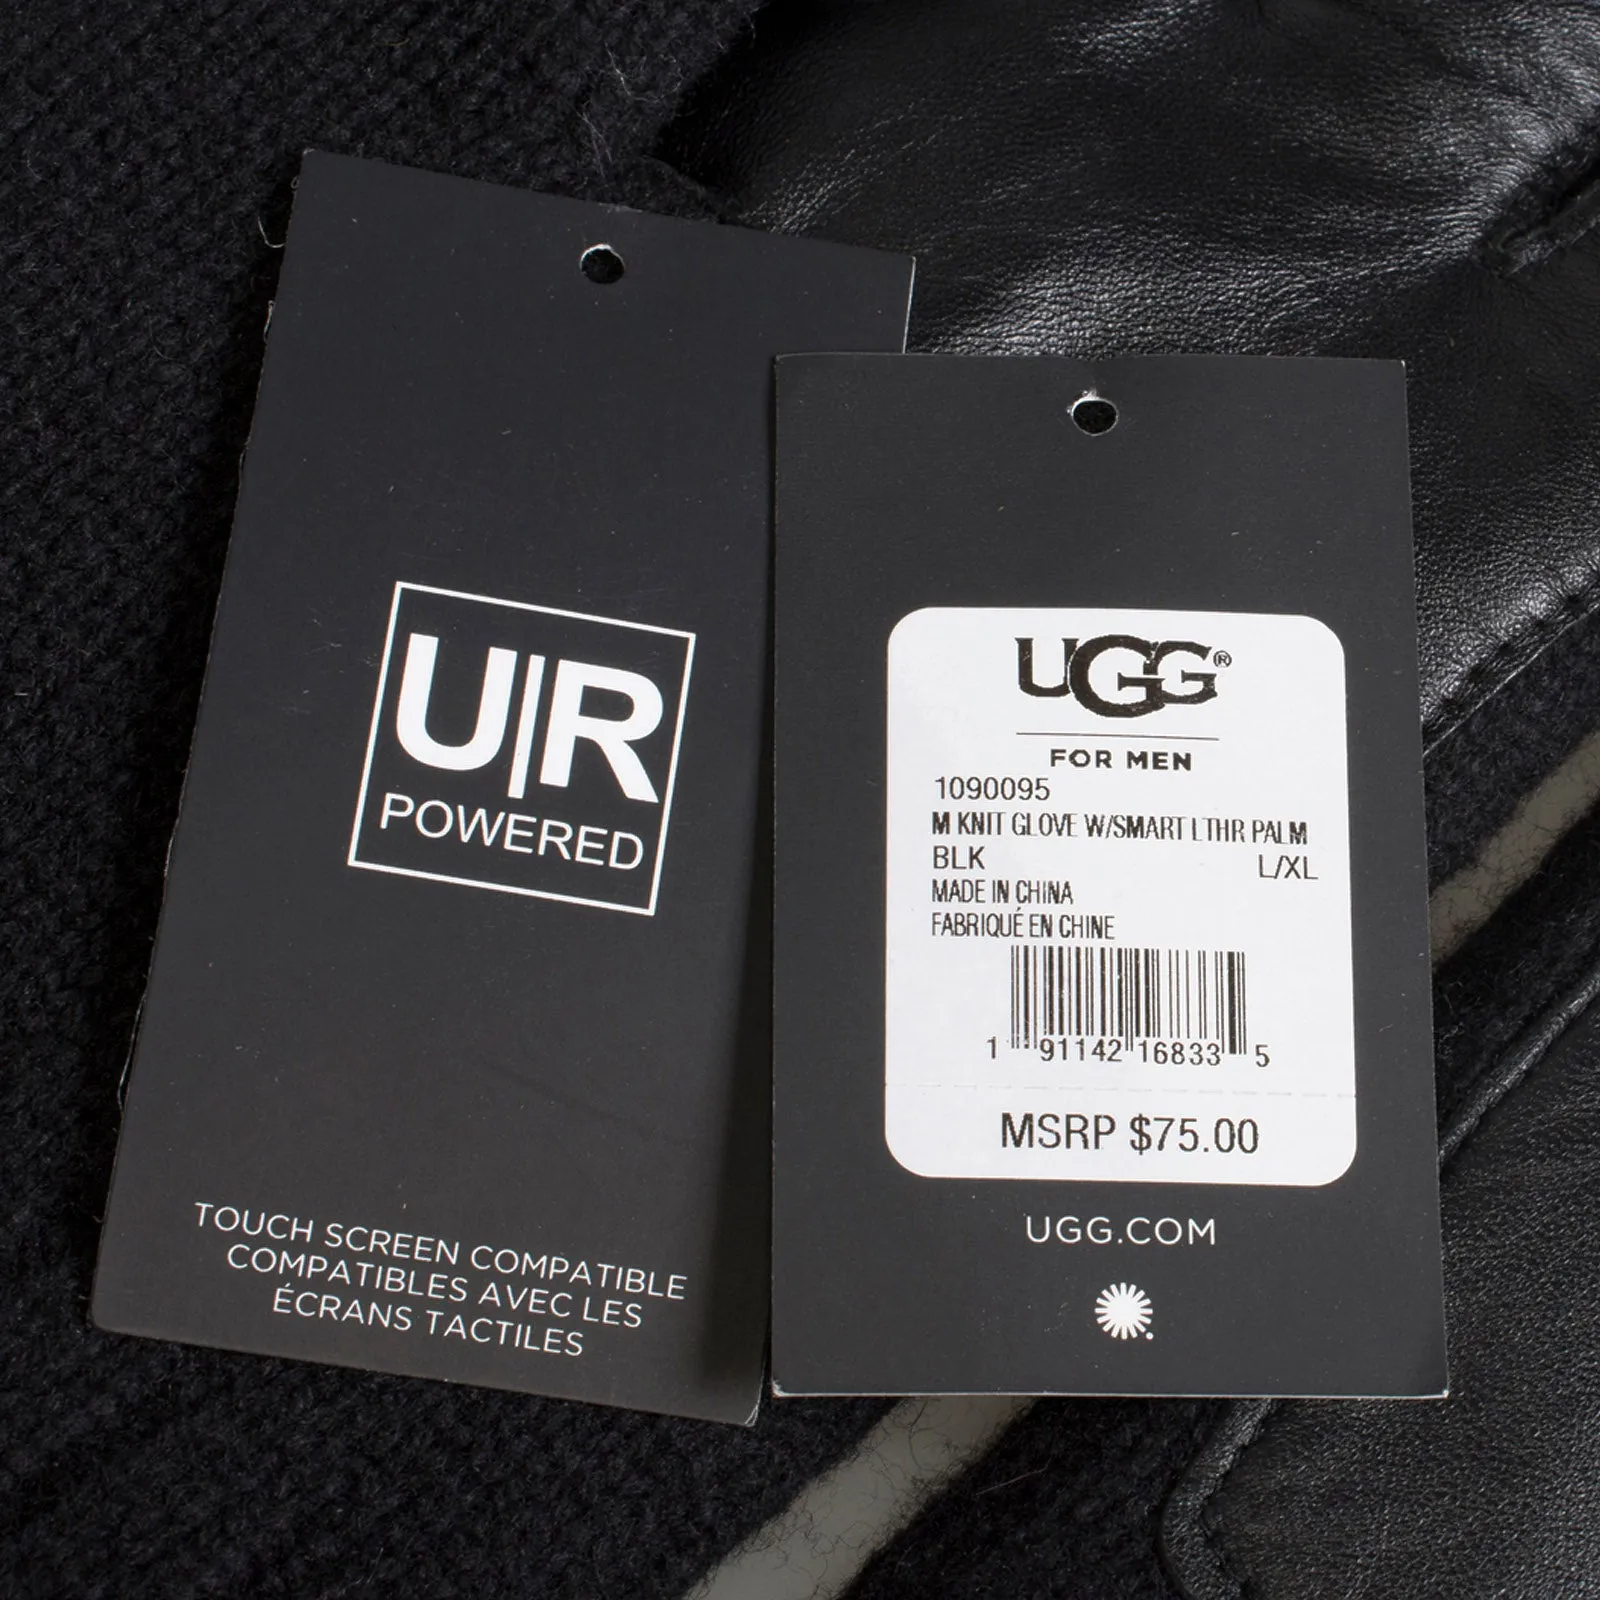 U|R
POWERED
TOUCH SCREEN COMPATIBLE
COMPATIBLES AVEC LES
ÉCRANS TACTILES
UGG®
FOR MEN
1090095
M KNIT GLOVE W/SMART LTHR PALM
BLK L/XL
MADE IN CHINA
FABRIQUÉ EN CHINE
1 91142 16833 5
MSRP $75.00
UGG.COM